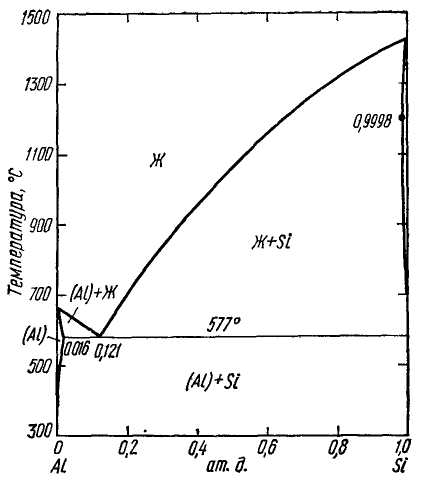 1500
1300
1100
900
700
500
300
Температура, °C
Ж
0,9998
Ж+Si
(Al)+Ж
577°
(Al)
0.016
0,121
(Al)+Si
0
0,2
0,4
0,6
0,8
1,0
Al
ат. д.
Si